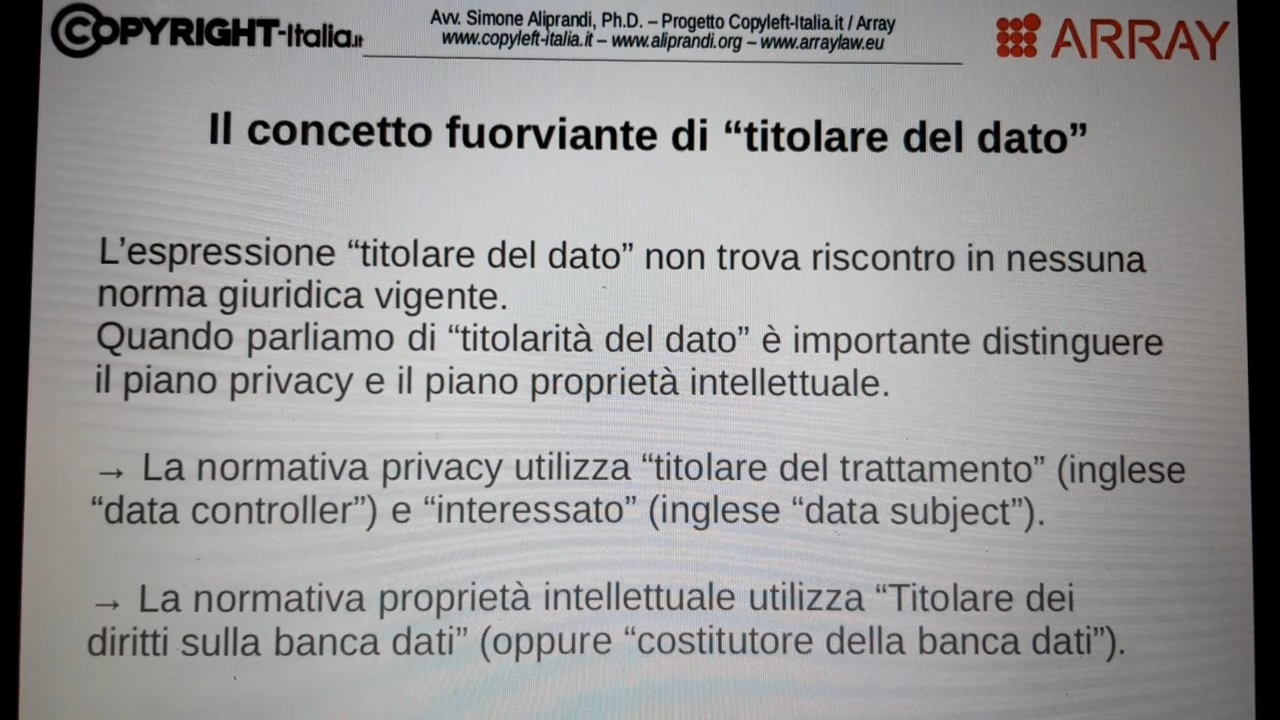 COPYRIGHT-Italia.it
Avv. Simone Aliprandi, Ph.D. – Progetto Copyleft-Italia.it / Array
www.copyleft-italia.it – www.aliprandi.org – www.arraylaw.eu
ARRAY
Il concetto fuorviante di “titolare del dato”
L’espressione “titolare del dato” non trova riscontro in nessuna
norma giuridica vigente.
Quando parliamo di “titolarità del dato” è importante distinguere
il piano privacy e il piano proprietà intellettuale.
→ La normativa privacy utilizza “titolare del trattamento” (inglese
“data controller”) e “interessato” (inglese “data subject”).
→ La normativa proprietà intellettuale utilizza “Titolare dei
diritti sulla banca dati” (oppure “costitutore della banca dati”).